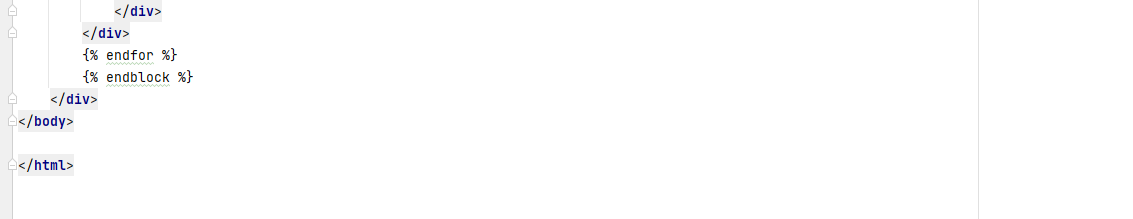 </div>
</div>
{% endfor %}
{% endblock %}
</div>
</body>
</html>